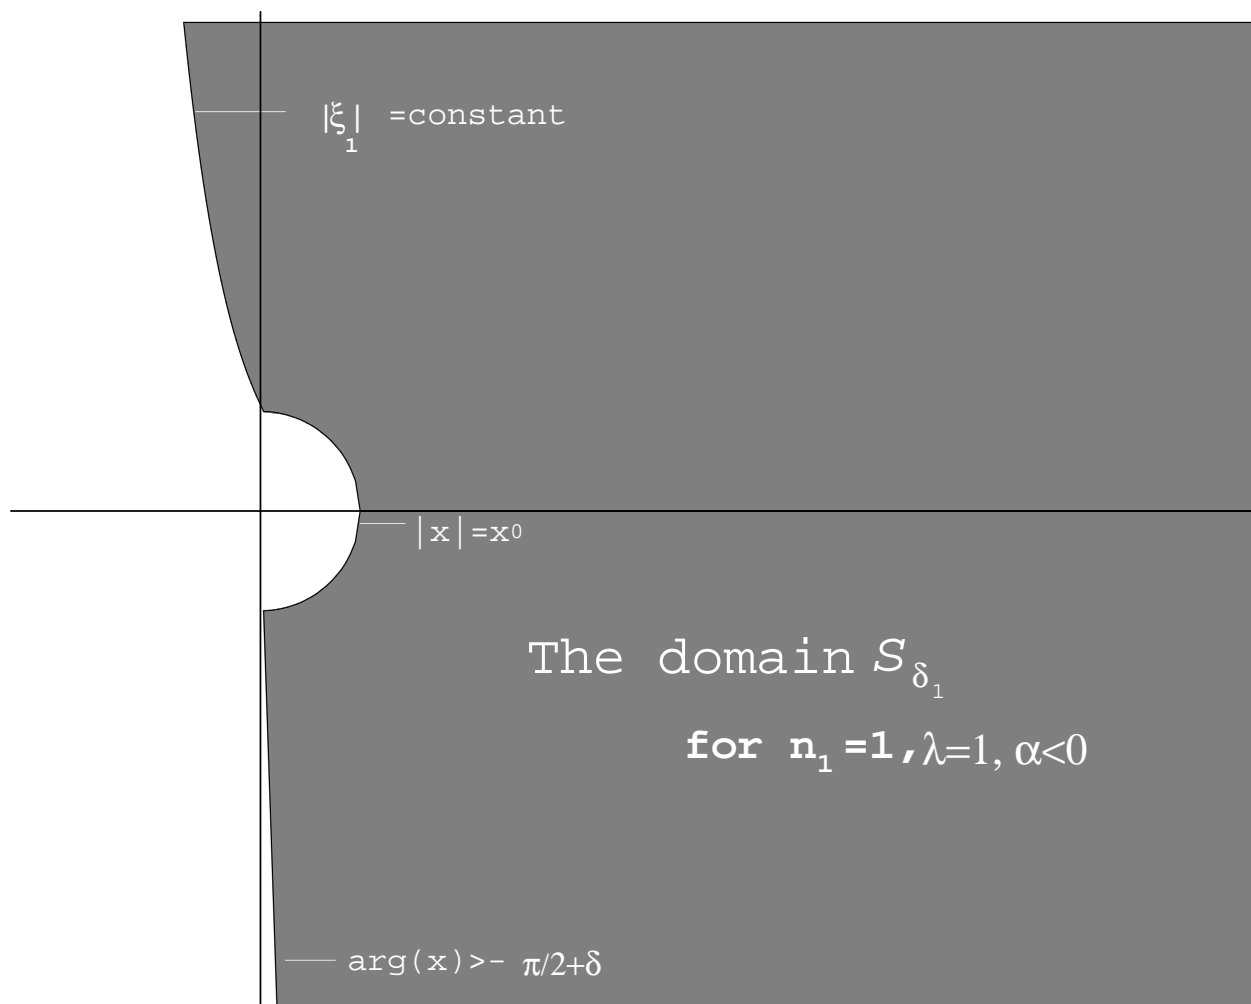 |ξ₁| =constant
|x|=x0
The domain S_δ₁
for n₁=1,λ=1, α<0
arg(x)>- π/2+δ